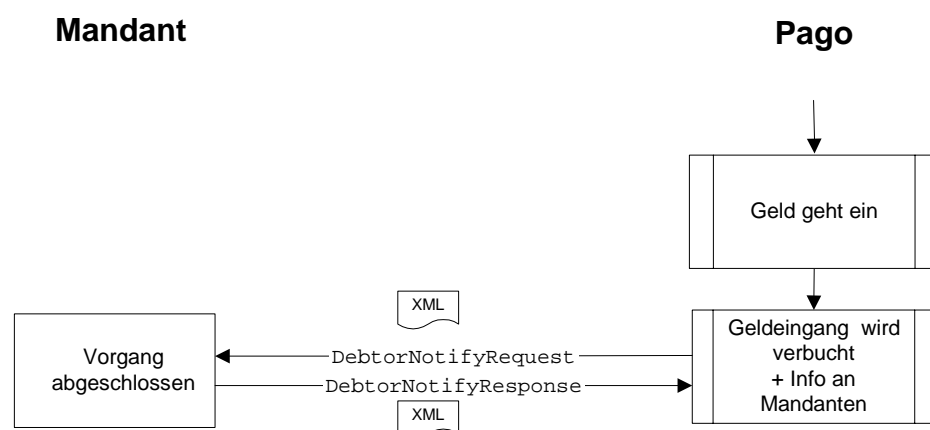 Mandant
Pago
Geld geht ein
XML
Geldeingang wird
verbucht
+ Info an
Mandanten
Vorgang
abgeschlossen
DebtorNotifyRequest
DebtorNotifyResponse
XML